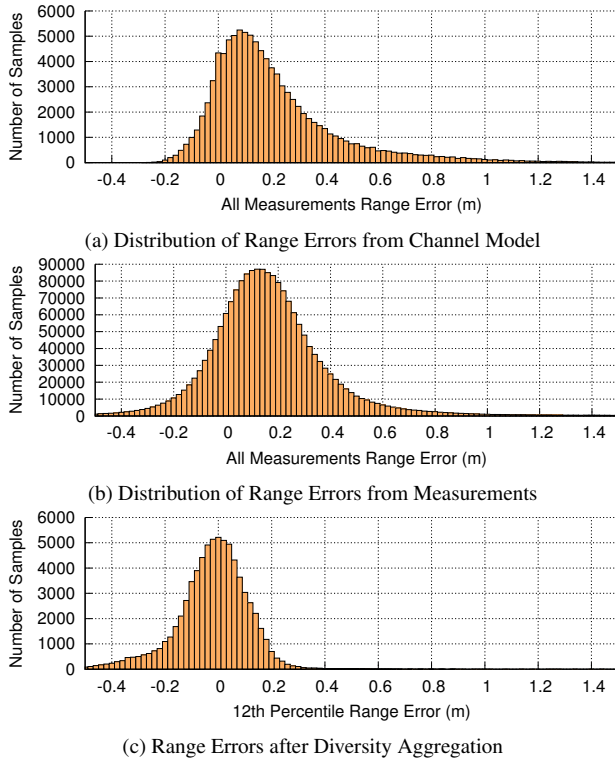 Number of Samples
6000
5000
4000
3000
2000
1000
0
-0.4 -0.2 0 0.2 0.4 0.6 0.8 1 1.2 1.4
All Measurements Range Error (m)
(a) Distribution of Range Errors from Channel Model
Number of Samples
90000
80000
70000
60000
50000
40000
30000
20000
10000
0
-0.4 -0.2 0 0.2 0.4 0.6 0.8 1 1.2 1.4
All Measurements Range Error (m)
(b) Distribution of Range Errors from Measurements
Number of Samples
6000
5000
4000
3000
2000
1000
0
-0.4 -0.2 0 0.2 0.4 0.6 0.8 1 1.2 1.4
12th Percentile Range Error (m)
(c) Range Errors after Diversity Aggregation